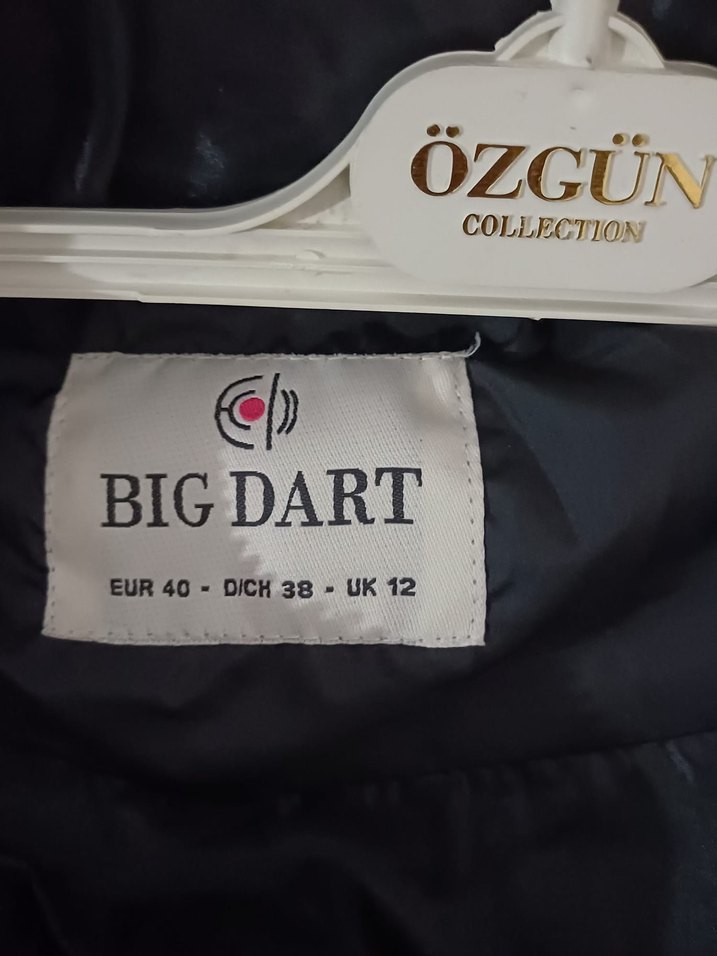 ÖZGÜN
COLLECTION
BIG DART
EUR 40 - D/CH 38 - UK 12